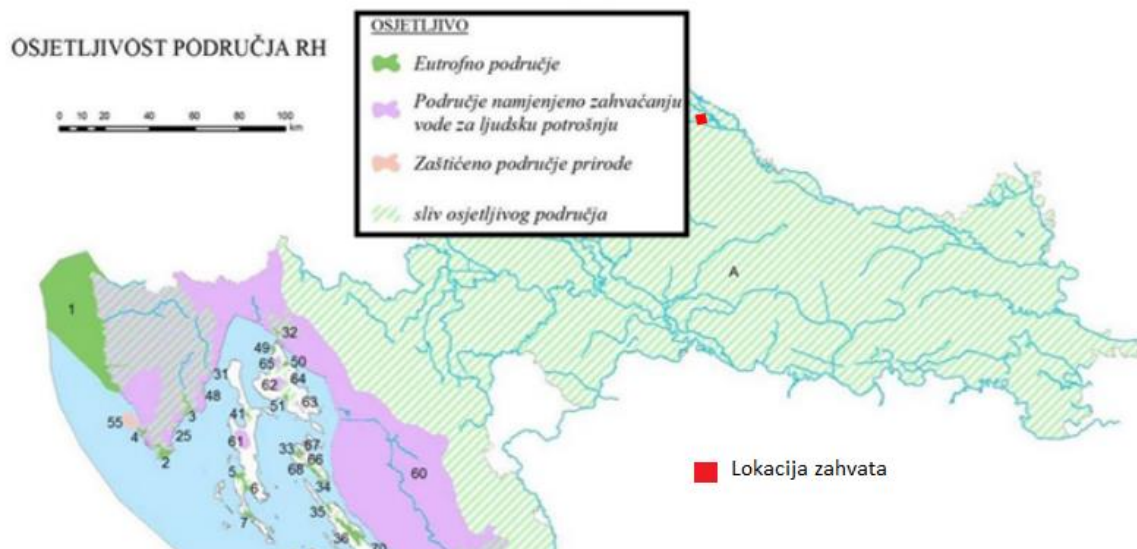 OSJETLJIVOST PODRUČJA RH
0 10 20 40 60 80 100
km
OSJETLJIVO
Eutrofno područje
Područje namjenjeno zahvaćanju
vode za ljudsku potrošnju
Zaštićeno područje prirode
sliv osjetljivog područja
A
1
32
49
65
50
31
62
64
48
51
63
3
41
55
4
25
61
2
33
67
66
60
5
68
6
34
7
35
36
70
Lokacija zahvata